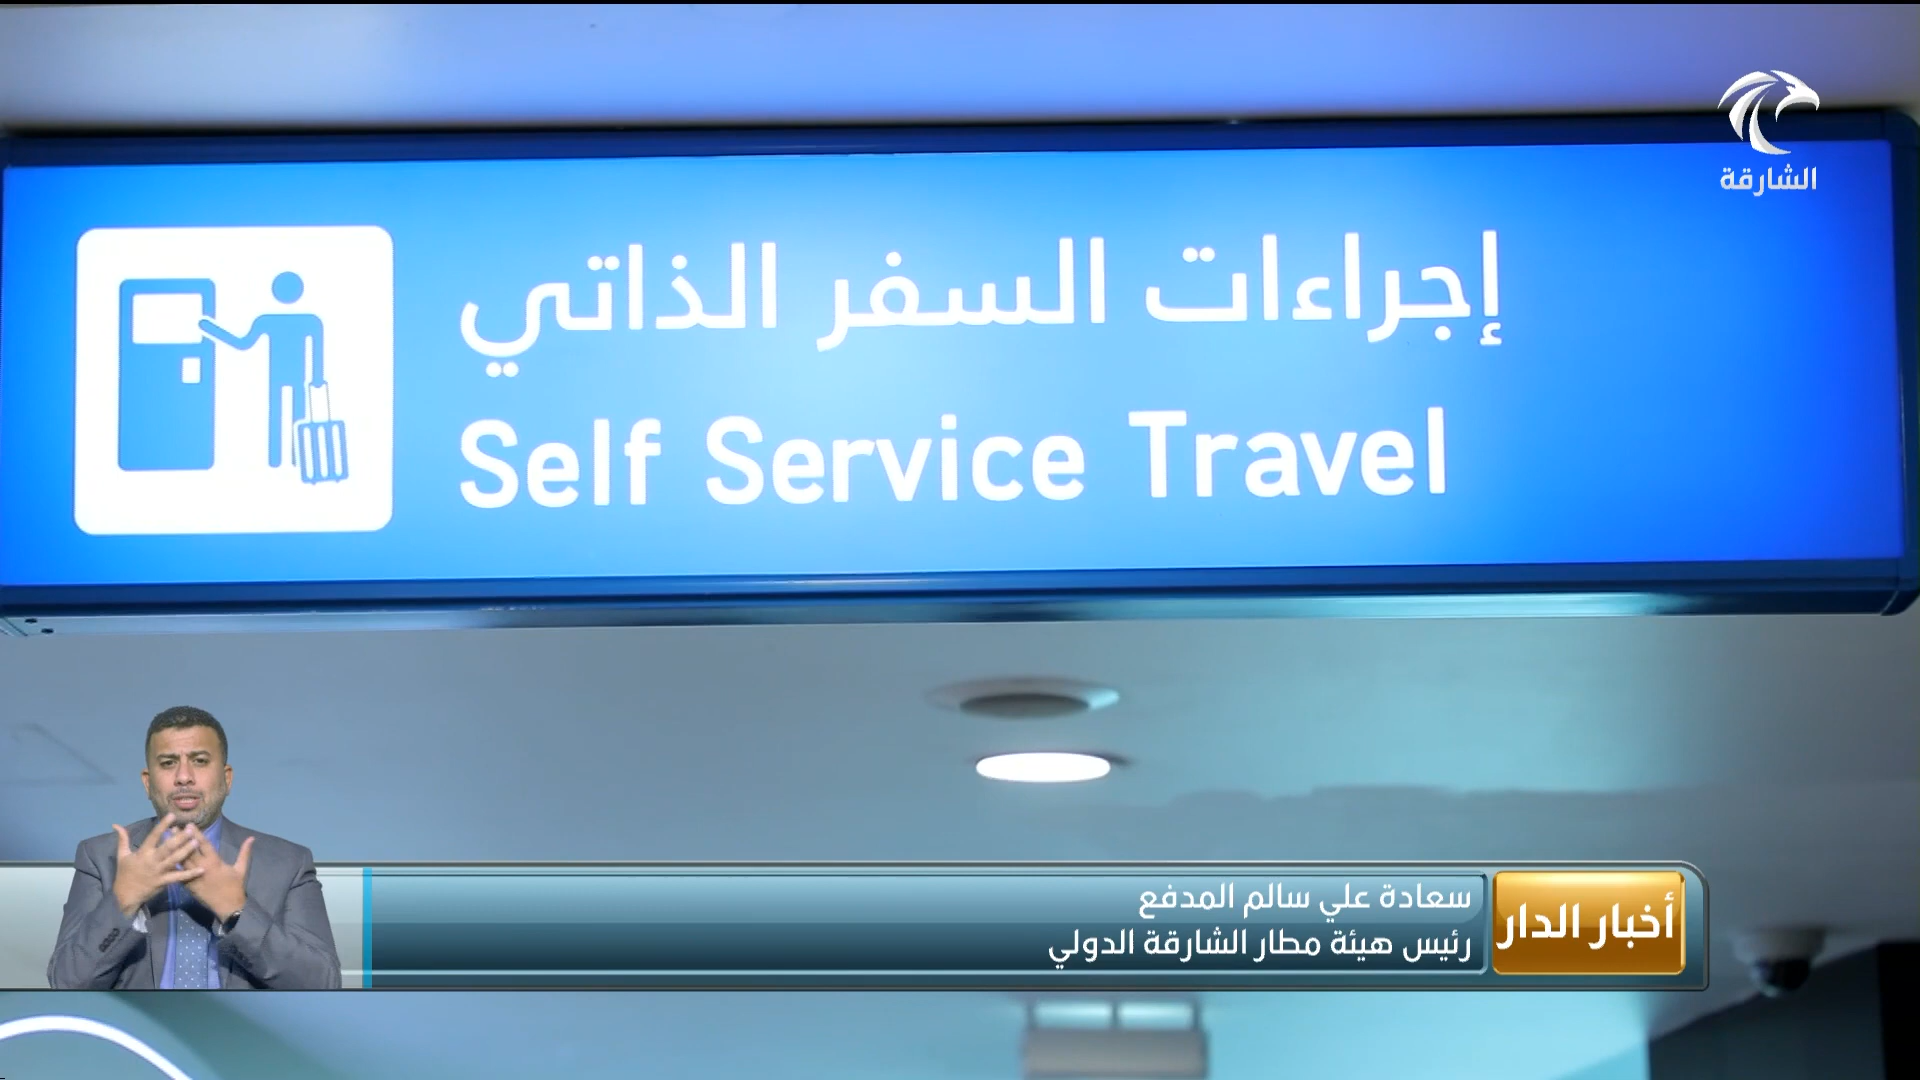 الشارقة
إجراءات السفر الذاتي
Self Service Travel
أخبار الدار
سعادة علي سالم المدفع
رئيس هيئة مطار الشارقة الدولي